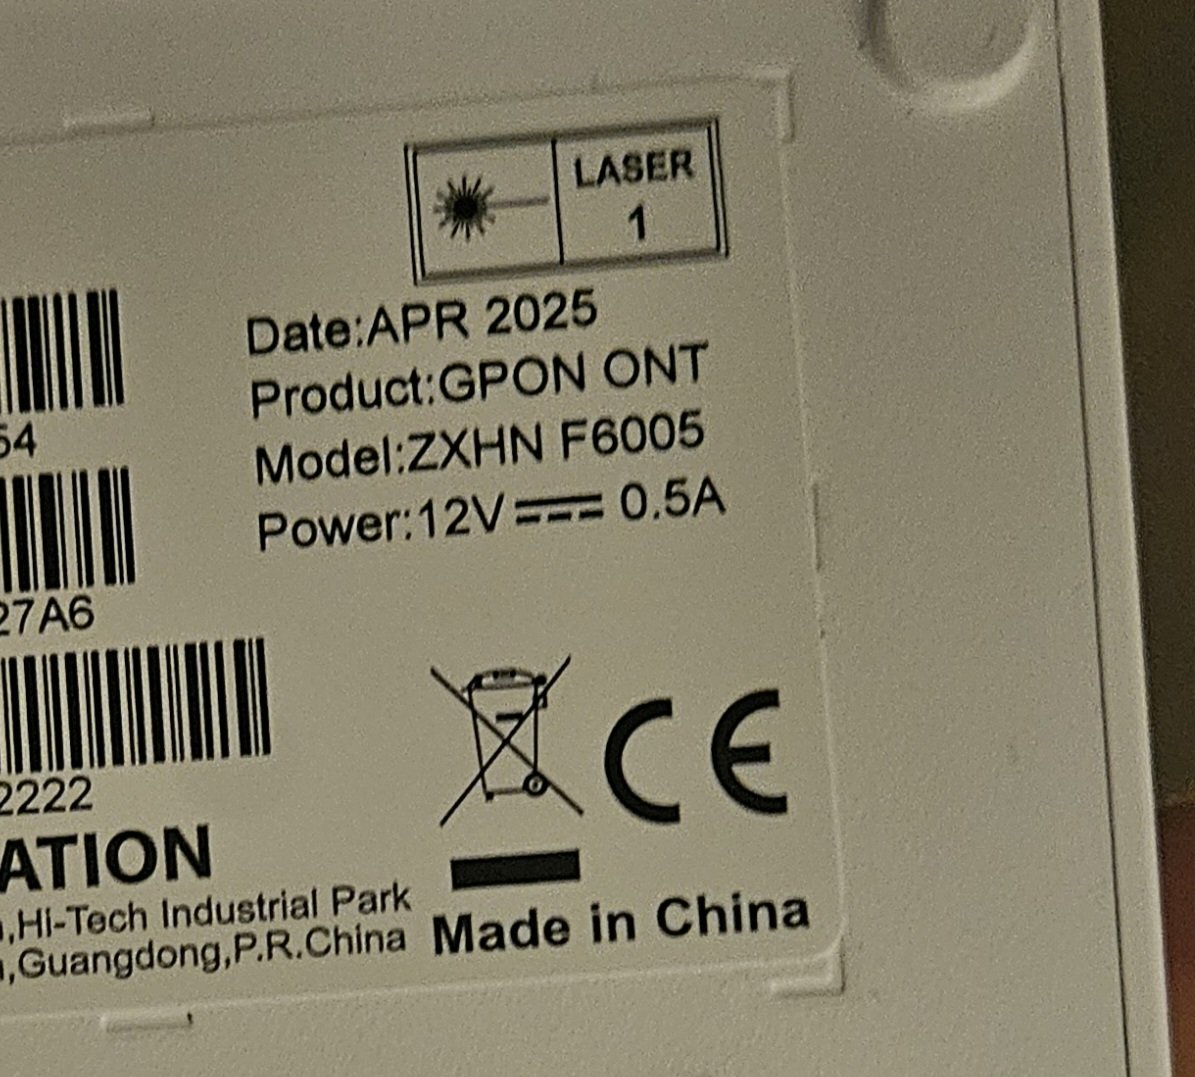 LASER
1
Date:APR 2025
Product:GPON ONT
Model:ZXHN F6005
Power:12V 0.5A
54
27A6
2222
ATION
,Hi-Tech Industrial Park
,Guangdong,P.R.China
CE
Made in China